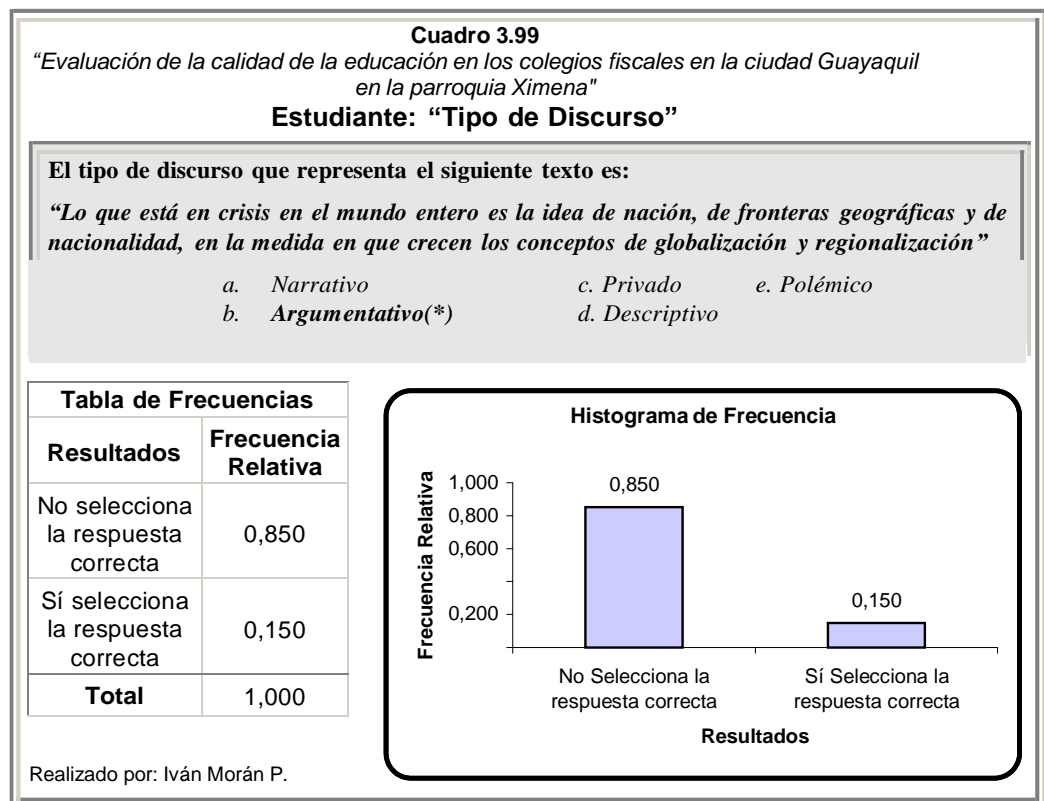 Cuadro 3.99
“Evaluación de la calidad de la educación en los colegios fiscales en la ciudad Guayaquil
en la parroquia Ximena"
Estudiante: “Tipo de Discurso”
El tipo de discurso que representa el siguiente texto es:
“Lo que está en crisis en el mundo entero es la idea de nación, de fronteras geográficas y de
nacionalidad, en la medida en que crecen los conceptos de globalización y regionalización”
a. Narrativo c. Privado e. Polémico
b. Argumentativo(*) d. Descriptivo
Tabla de Frecuencias
Resultados Frecuencia
Relativa
No selecciona
la respuesta
correcta
0,850
Sí selecciona
la respuesta
correcta
0,150
Total 1,000
Histograma de Frecuencia
Frecuencia Relativa
1,000
0,800
0,600
0,200
0,850
0,150
No Selecciona la
respuesta correcta
Sí Selecciona la
respuesta correcta
Resultados
Realizado por: Iván Morán P.